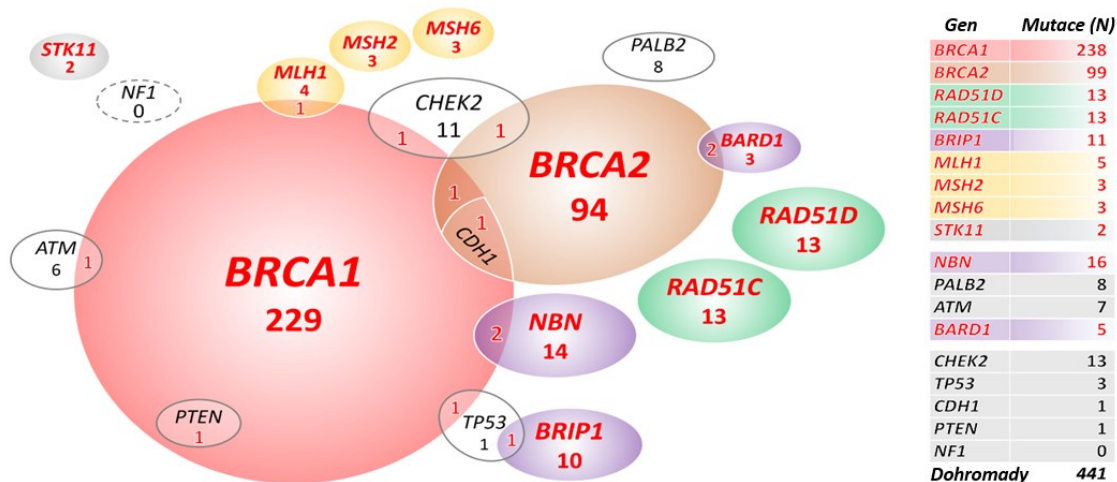 STK11
2
NF1
0
MLH1
4
1
MSH2
3
MSH6
3
CHEK2
11
1
1
PALB2
8
BRCA2
94
BARD1
3
2
1
1
CDH1
ATM
6
1
BRCA1
229
RAD51D
13
RAD51C
13
NBN
14
2
PTEN
1
TP53
1
1
1
BRIP1
10
Gen Mutace (N)
BRCA1 238
BRCA2 99
RAD51D 13
RAD51C 13
BRIP1 11
MLH1 5
MSH2 3
MSH6 3
STK11 2
NBN 16
PALB2 8
ATM 7
BARD1 5
CHEK2 13
TP53 3
CDH1 1
PTEN 1
NF1 0
Dohromady 441